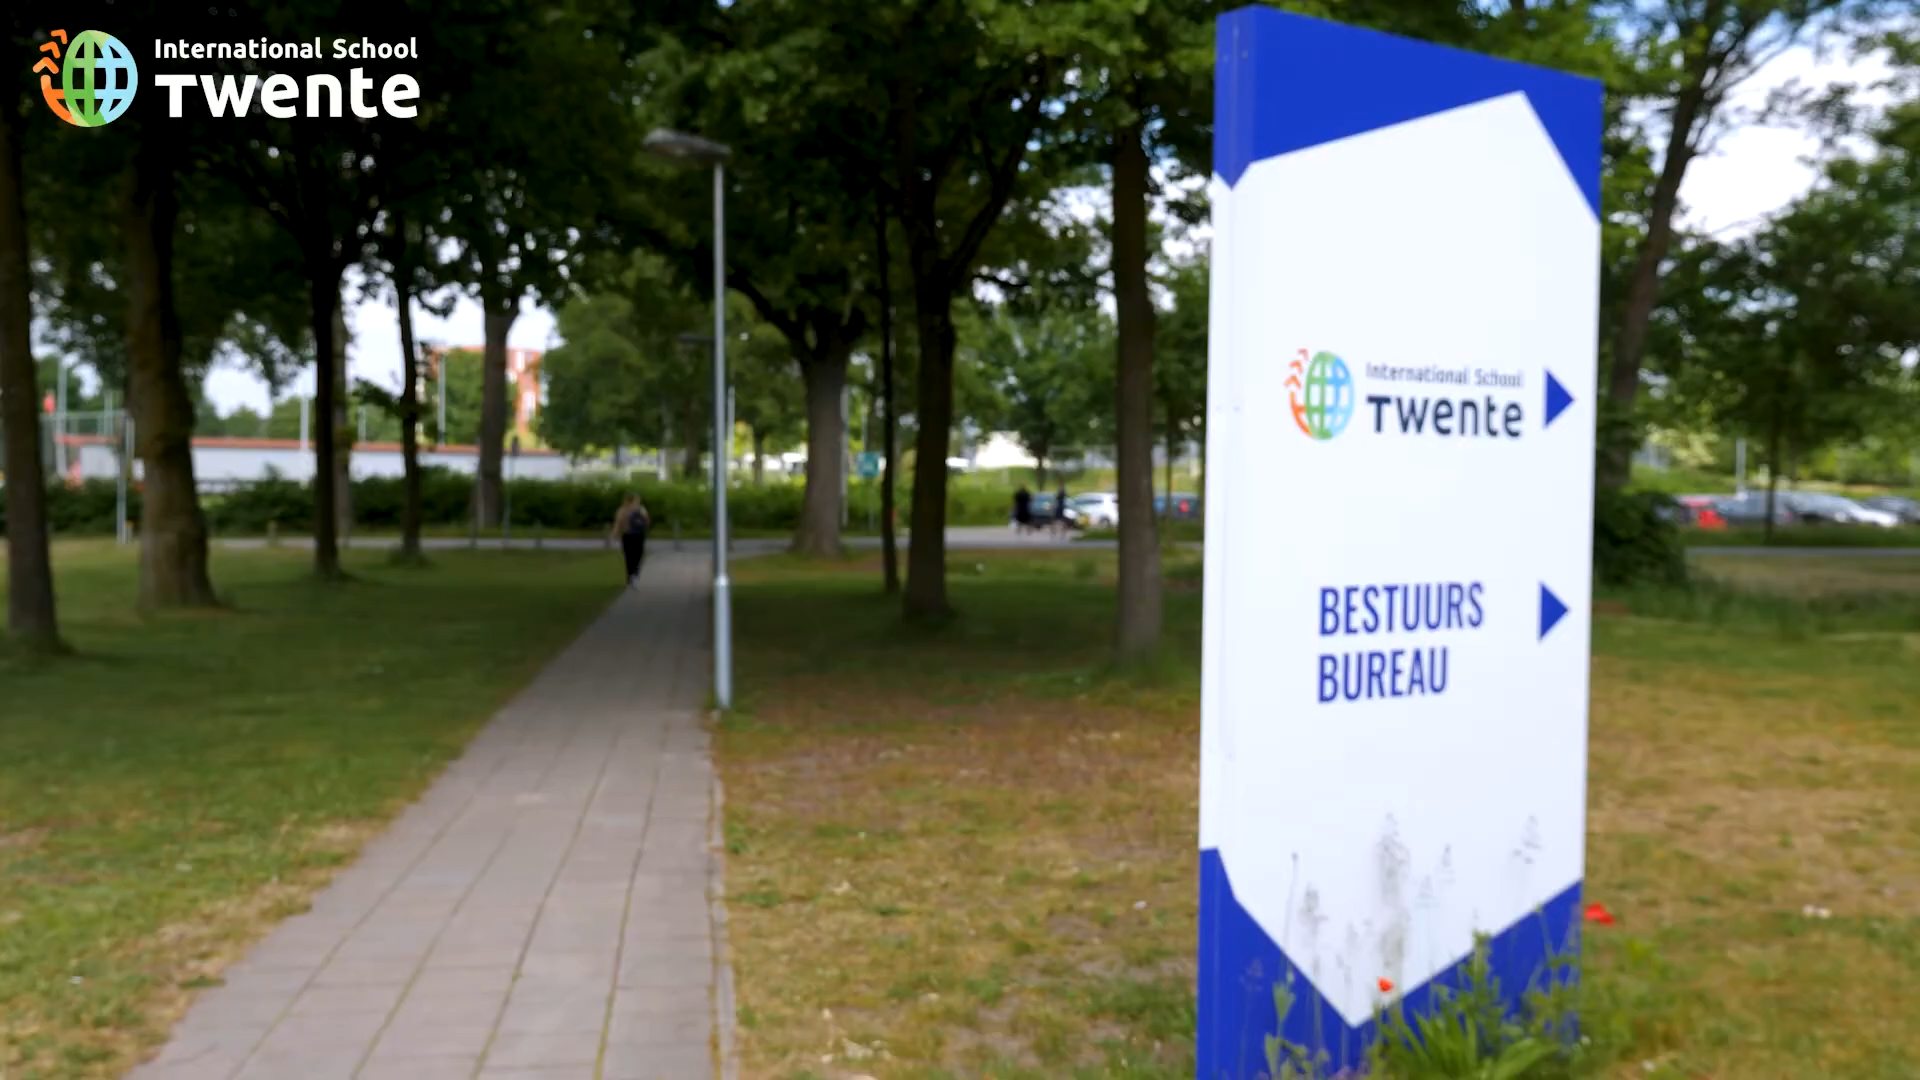 International School
Twente
International School
Twente
BESTUURS
BUREAU